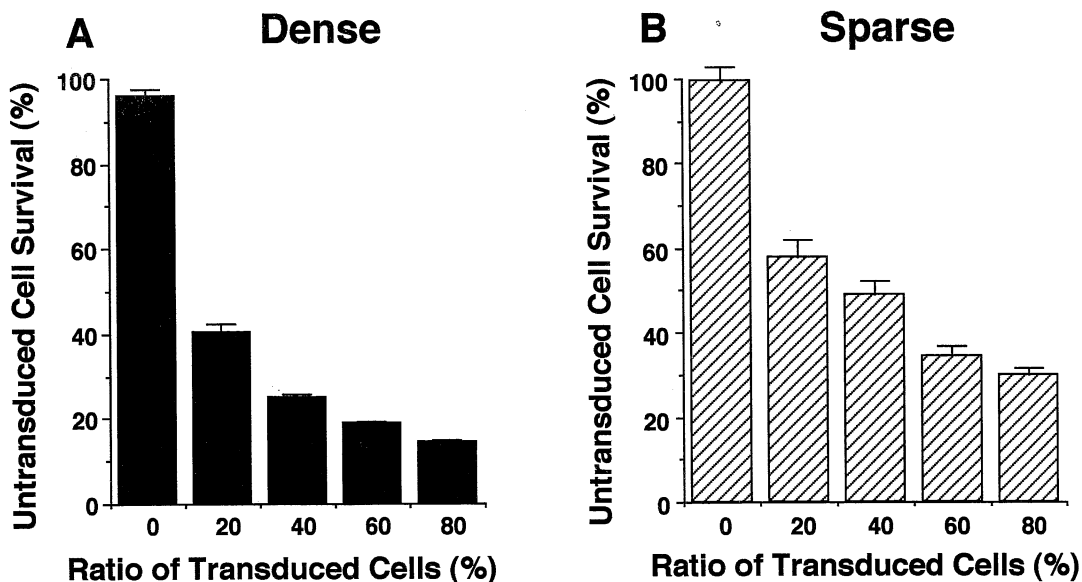 A
Dense
Untransduced Cell Survival (%)
100
80
60
40
20
0
0 20 40 60 80
Ratio of Transduced Cells (%)
B
Sparse
Untransduced Cell Survival (%)
100
80
60
40
20
0
0 20 40 60 80
Ratio of Transduced Cells (%)